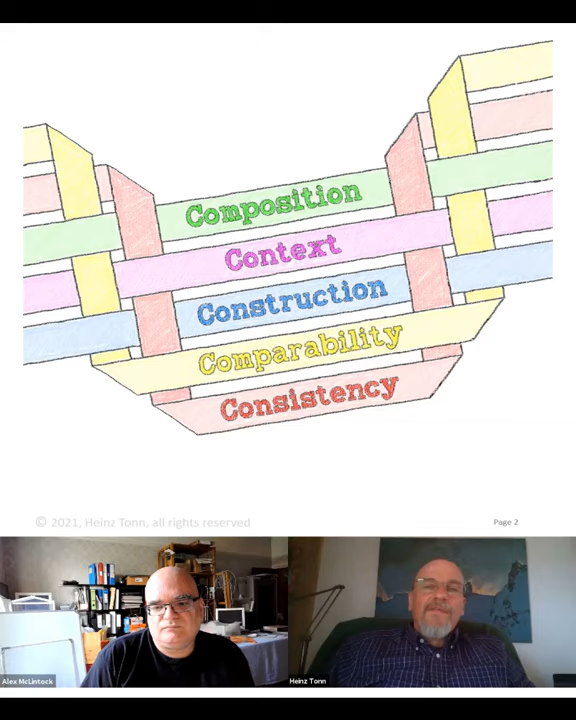 Composition
Context
Construction
Comparability
Consistency
© 2021, Heinz Tonn, all rights reserved
Page 2
Alex McLintock
Heinz Tonn